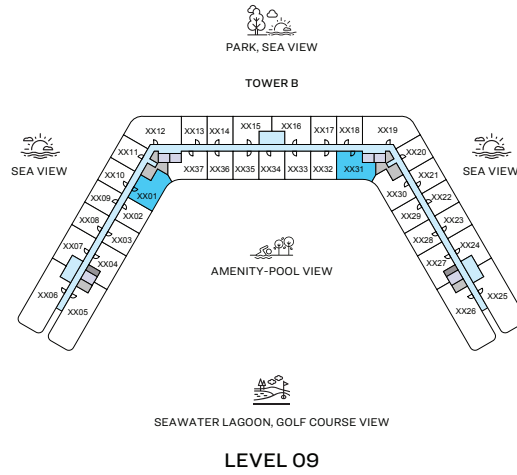 PARK, SEA VIEW
TOWER B
SEA VIEW
SEA VIEW
XX12
XX13
XX14
XX15
XX16
XX17
XX18
XX19
XX11
XX10
XX09
XX08
XX07
XX06
XX37
XX36
XX35
XX34
XX33
XX32
XX31
XX01
XX02
XX03
XX04
XX05
XX20
XX21
XX22
XX23
XX24
XX25
XX30
XX29
XX28
XX27
XX26
AMENITY-POOL VIEW
SEAWATER LAGOON, GOLF COURSE VIEW
LEVEL 09